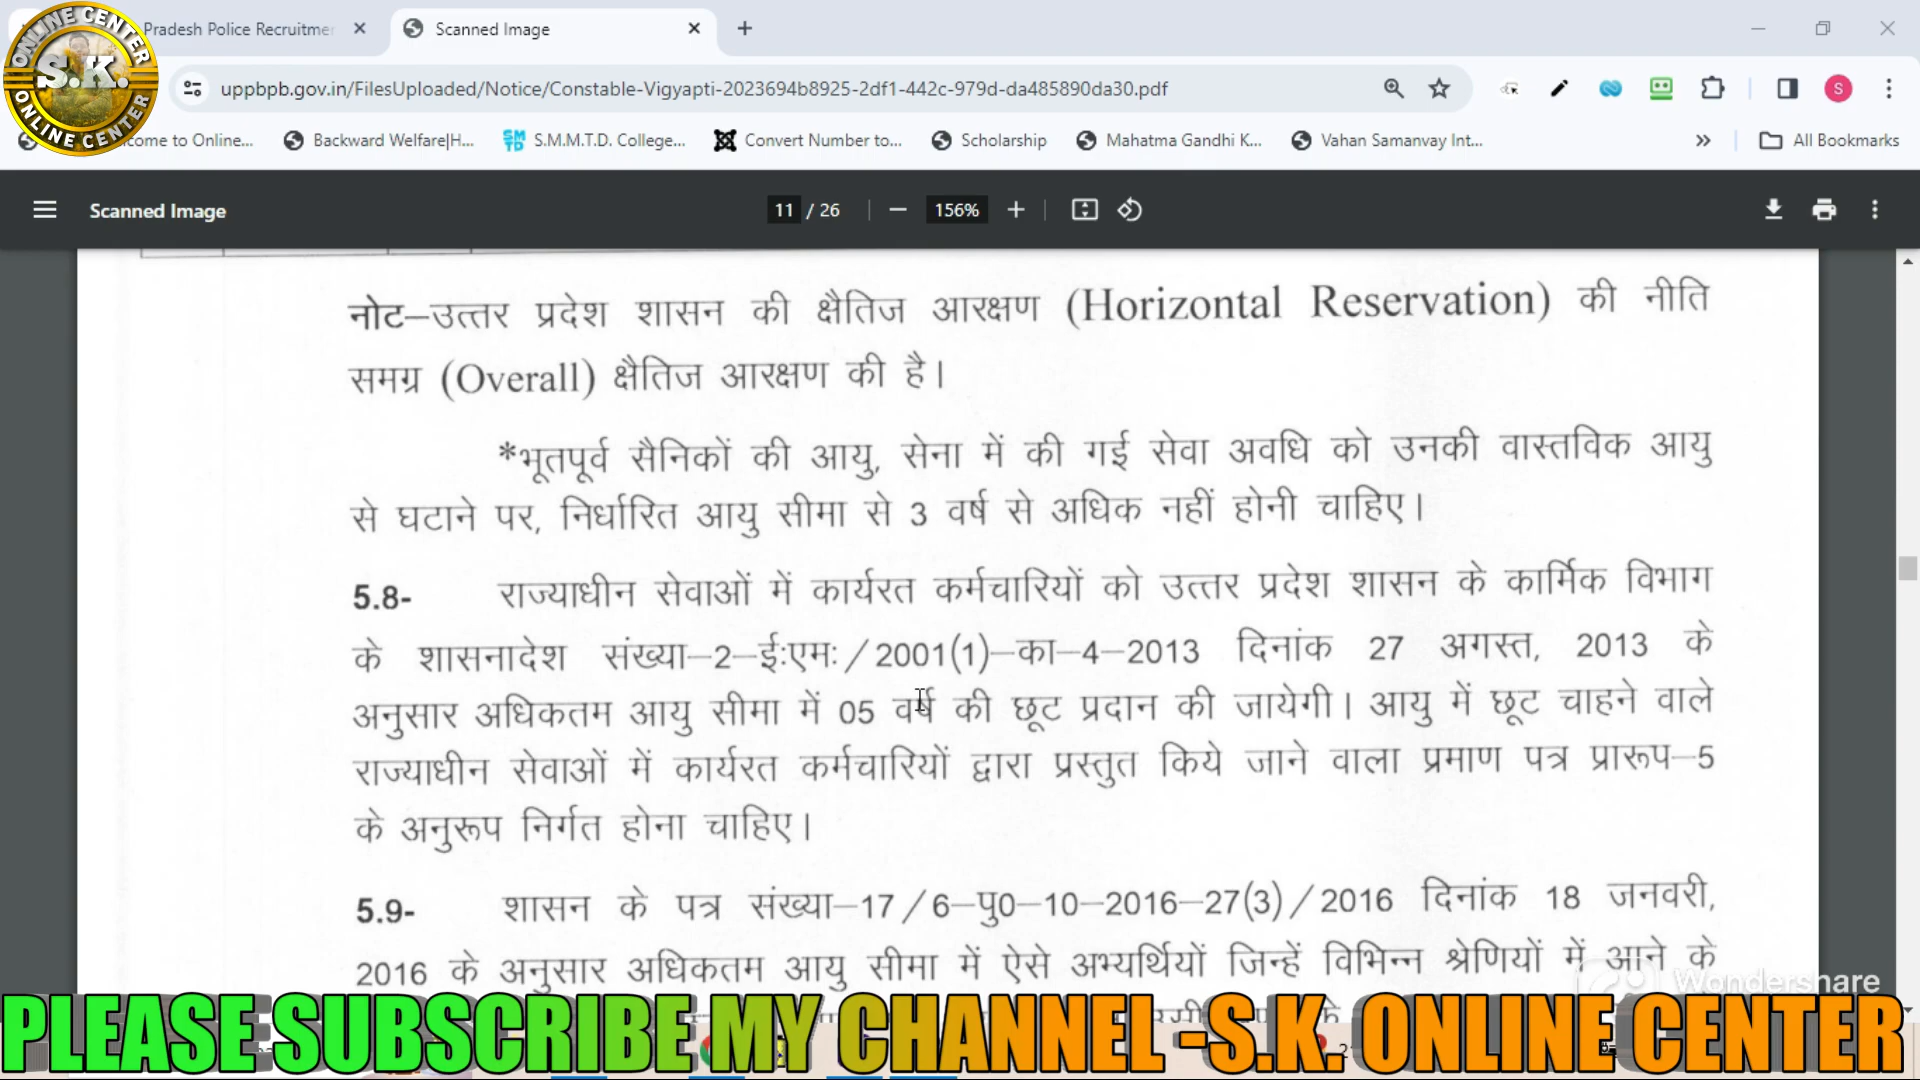 Pradesh Police Recruitmer
Scanned Image
ONLINE CENTER
S.K.
ONLINE CENTER
uppbpb.gov.in/FilesUploaded/Notice/Constable-Vigyapti-2023694b8925-2df1-442c-979d-da485890da30.pdf
S
come to Online...
Backward Welfare|H...
S.M.M.T.D. College...
Convert Number to...
Scholarship
Mahatma Gandhi K...
Vahan Samanvay Int...
All Bookmarks
Scanned Image
11 / 26
156%
नोट–उत्तर प्रदेश शासन की क्षैतिज आरक्षण (Horizontal Reservation) की नीति
समग्र (Overall) क्षैतिज आरक्षण की है।
*भूतपूर्व सैनिकों की आयु, सेना में की गई सेवा अवधि को उनकी वास्तविक आयु
से घटाने पर, निर्धारित आयु सीमा से 3 वर्ष से अधिक नहीं होनी चाहिए।
5.8- राज्याधीन सेवाओं में कार्यरत कर्मचारियों को उत्तर प्रदेश शासन के कार्मिक विभाग
के शासनादेश संख्या–2–ईःएमः/2001(1)–का–4–2013 दिनांक 27 अगस्त, 2013 के
अनुसार अधिकतम आयु सीमा में 05 वर्ष की छूट प्रदान की जायेगी। आयु में छूट चाहने वाले
राज्याधीन सेवाओं में कार्यरत कर्मचारियों द्वारा प्रस्तुत किये जाने वाला प्रमाण पत्र प्रारूप–5
के अनुरूप निर्गत होना चाहिए।
5.9- शासन के पत्र संख्या–17/6–पु0–10–2016–27(3)/2016 दिनांक 18 जनवरी,
2016 के अनुसार अधिकतम आयु सीमा में ऐसे अभ्यर्थियों जिन्हें विभिन्न श्रेणियों में आने के
Wondershare
PLEASE SUBSCRIBE MY CHANNEL -S.K. ONLINE CENTER